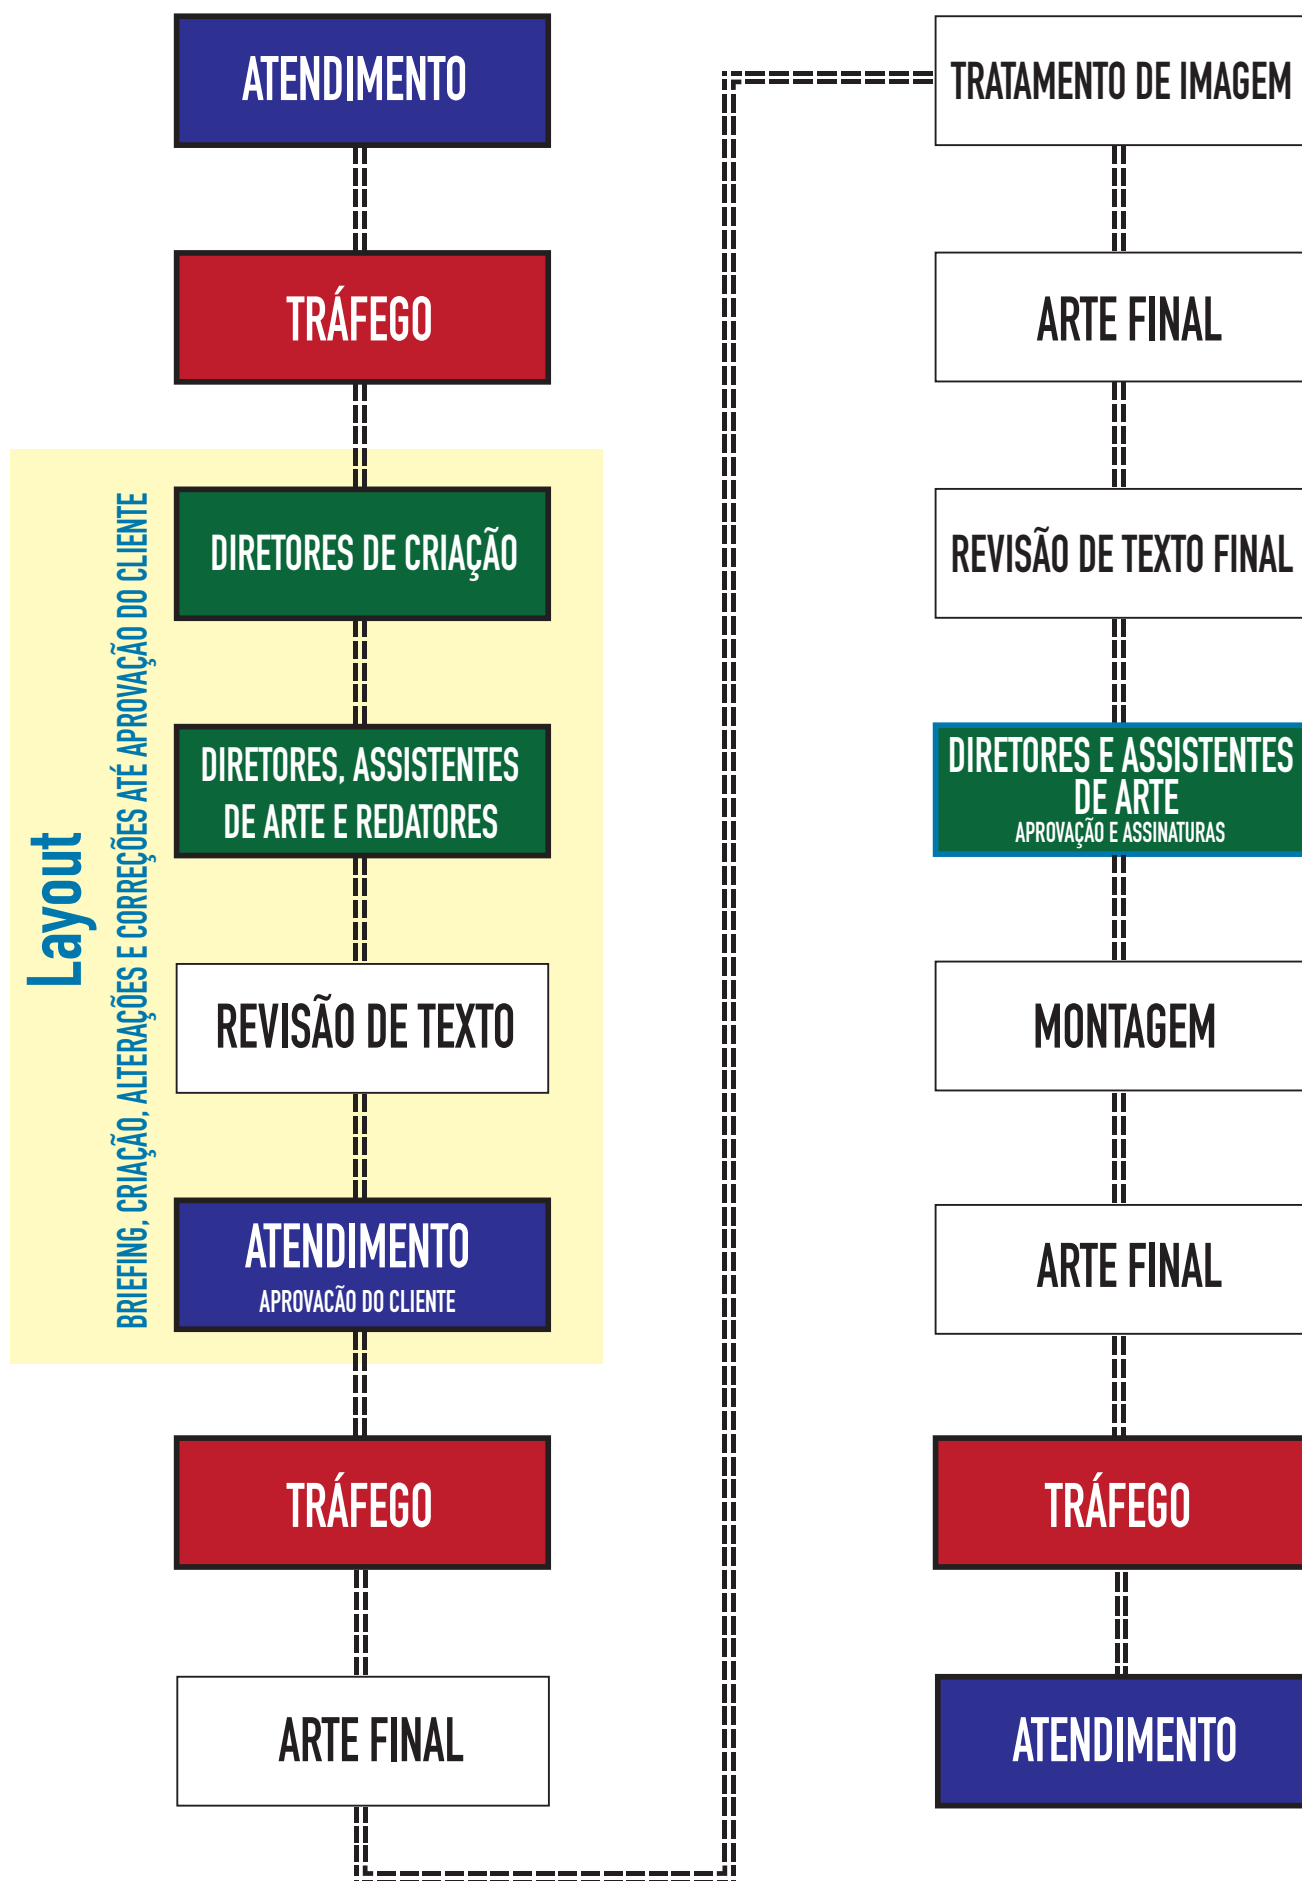 ATENDIMENTO
TRÁFEGO
Layout
BRIEFING, CRIAÇÃO, ALTERAÇÕES E CORREÇÕES ATÉ APROVAÇÃO DO CLIENTE
DIRETORES DE CRIAÇÃO
DIRETORES, ASSISTENTES
DE ARTE E REDATORES
REVISÃO DE TEXTO
ATENDIMENTO
APROVACÃO DO CLIENTE
TRÁFEGO
ARTE FINAL
TRATAMENTO DE IMAGEM
ARTE FINAL
REVISÃO DE TEXTO FINAL
DIRETORES E ASSISTENTES
DE ARTE
APROVAÇÃO E ASSINATURAS
MONTAGEM
ARTE FINAL
TRÁFEGO
ATENDIMENTO